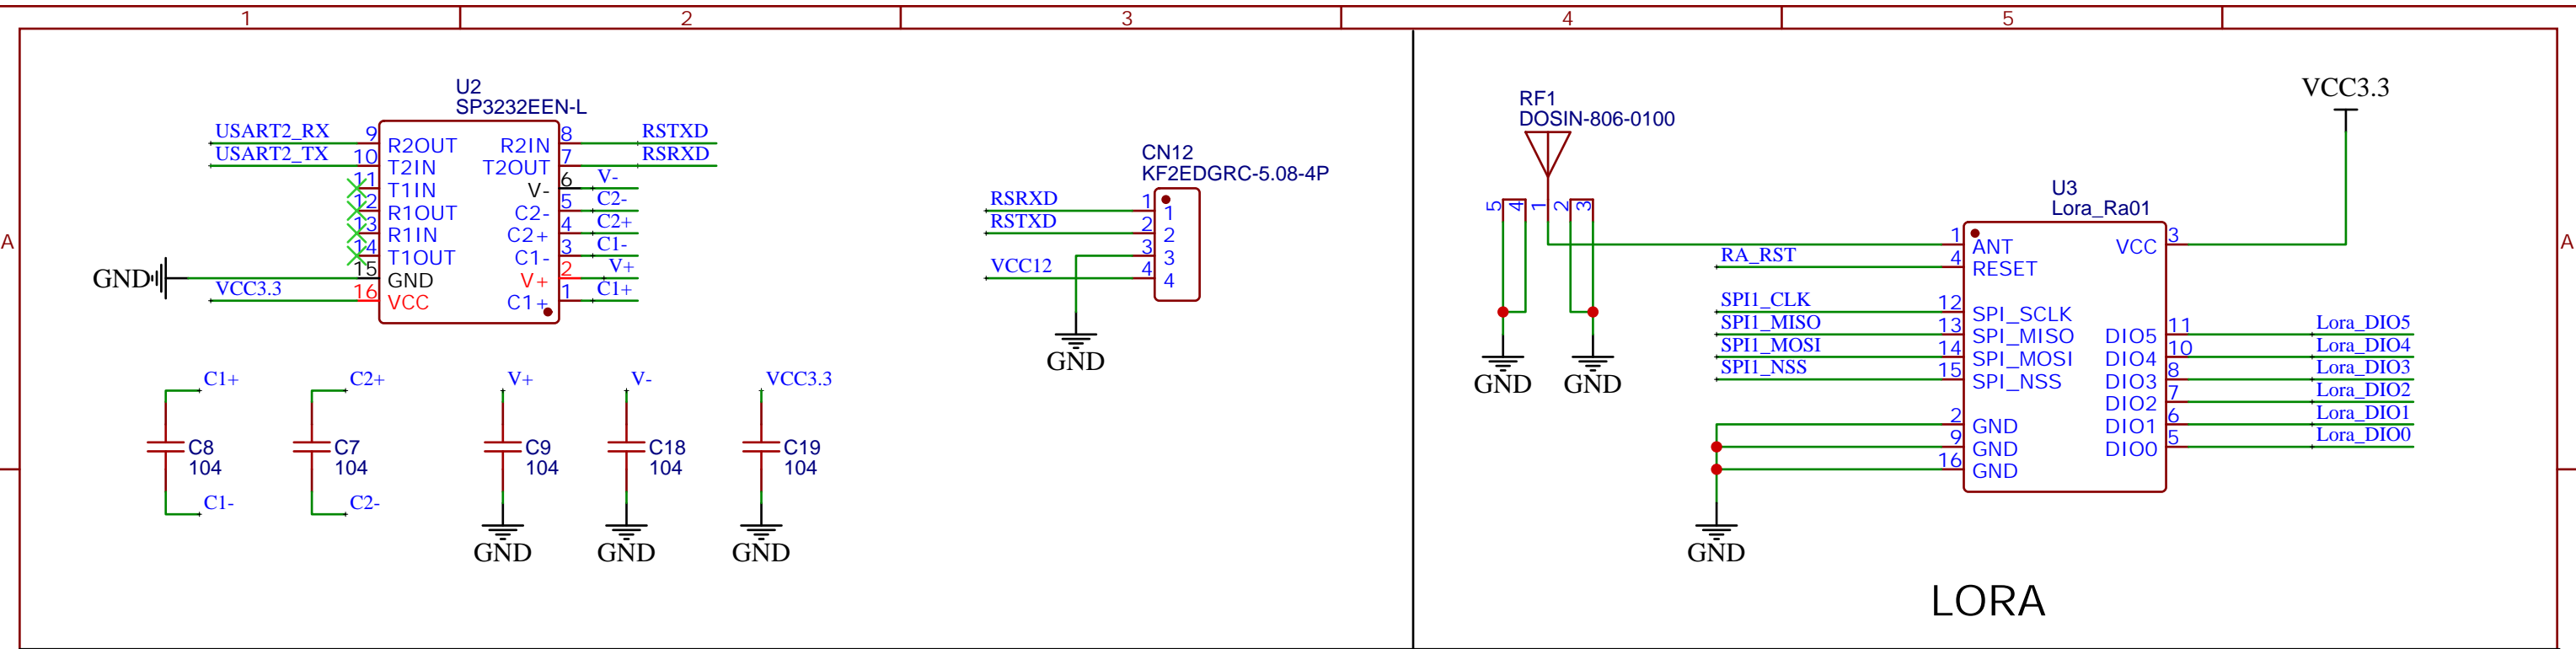 1 2 3 4 5
A A
U2
SP3232EEN-L
USART2_RX 9 R2OUT R2IN 8 RSTXD
USART2_TX 10 T2IN T2OUT 7 RSRXD
11 T1IN V- 6 V-
12 R1OUT C2- 5 C2-
13 R1IN C2+ 4 C2+
14 T1OUT C1- 3 C1-
GND 15 GND V+ 2 V+
VCC3.3 16 VCC C1+ 1 C1+
C1+
C8
104
C1-
C2+
C7
104
C2-
V+
C9
104
GND
V-
C18
104
GND
VCC3.3
C19
104
GND
CN12
KF2EDGRC-5.08-4P
RSRXD 1 1
RSTXD 2 2
3 3
VCC12 4 4
GND
RF1
DOSIN-806-0100
5 4 1 2 3
GND GND
VCC3.3
U3
Lora_Ra01
1 ANT VCC 3
RA_RST 4 RESET
SPI1_CLK 12 SPI_SCLK
SPI1_MISO 13 SPI_MISO DIO5 11 Lora_DIO5
SPI1_MOSI 14 SPI_MOSI DIO4 10 Lora_DIO4
SPI1_NSS 15 SPI_NSS DIO3 8 Lora_DIO3
DIO2 7 Lora_DIO2
2 GND DIO1 6 Lora_DIO1
9 GND DIO0 5 Lora_DIO0
16 GND
GND
LORA